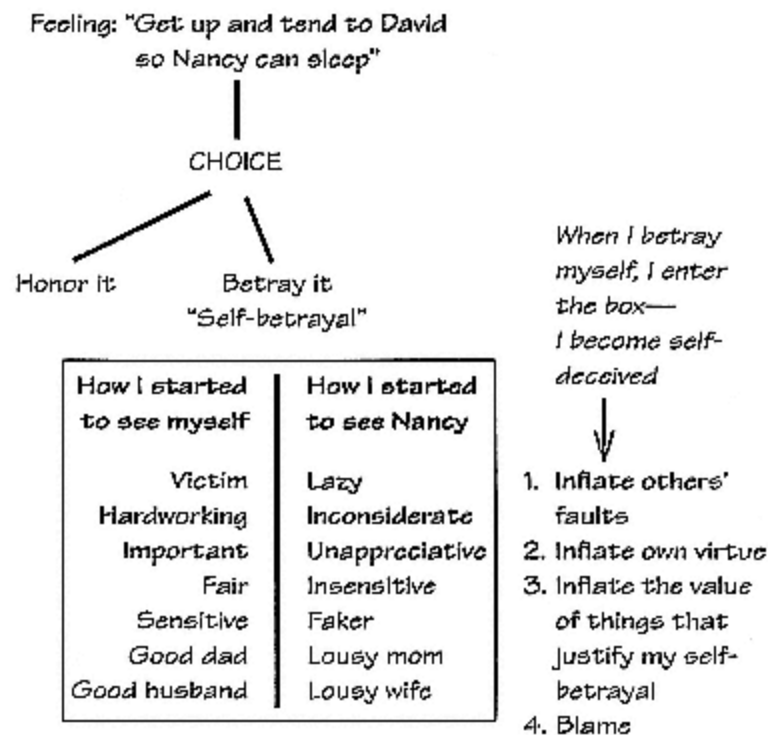 Feeling: "Get up and tend to David
so Nancy can sleep"
CHOICE
Honor it
Betray it
"Self-betrayal"
How I started
to see myself
Victim
Hardworking
Important
Fair
Sensitive
Good dad
Good husband
How I started
to see Nancy
Lazy
Inconsiderate
Unappreciative
Insensitive
Faker
Lousy mom
Lousy wife
When I betray
myself, I enter
the box—
I become self-
deceived
1. Inflate others'
faults
2. Inflate own virtue
3. Inflate the value
of things that
justify my self-
betrayal
4. Blame